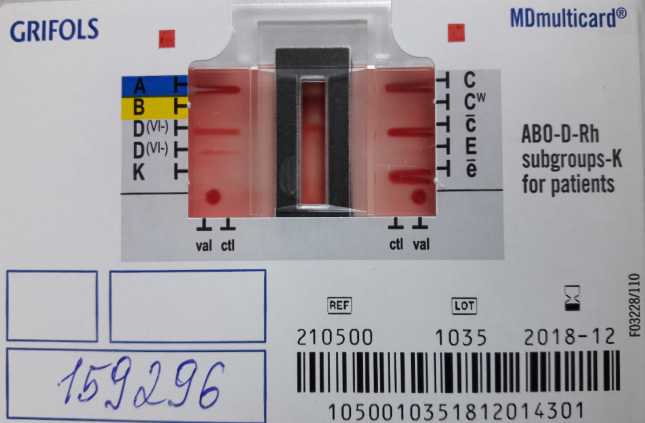 GRIFOLS
MDmulticard®
A
B
D(VI-)
D(VI-)
K
C
Cw
c̄
E
ē
val ctl
ctl val
ABO-D-Rh
subgroups-K
for patients
REF
LOT
210500
1035
2018-12
F03228/110
159296
1050010351812014301